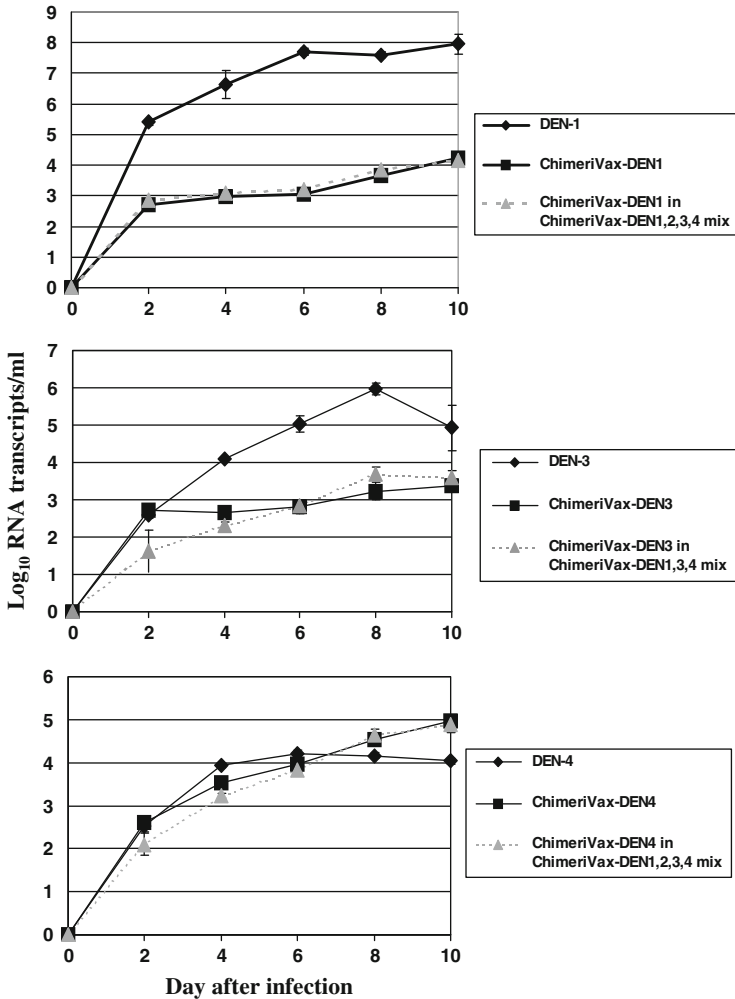 9
8
7
6
5
4
3
2
1
0
0 2 4 6 8 10
DEN-1
ChimeriVax-DEN1
ChimeriVax-DEN1 in
ChimeriVax-DEN1,2,3,4 mix
Log10 RNA transcripts/ml
7
6
5
4
3
2
1
0
0 2 4 6 8 10
DEN-3
ChimeriVax-DEN3
ChimeriVax-DEN3 in
ChimeriVax-DEN1,3,4 mix
6
5
4
3
2
1
0
0 2 4 6 8 10
DEN-4
ChimeriVax-DEN4
ChimeriVax-DEN4 in
ChimeriVax-DEN1,2,3,4 mix
Day after infection